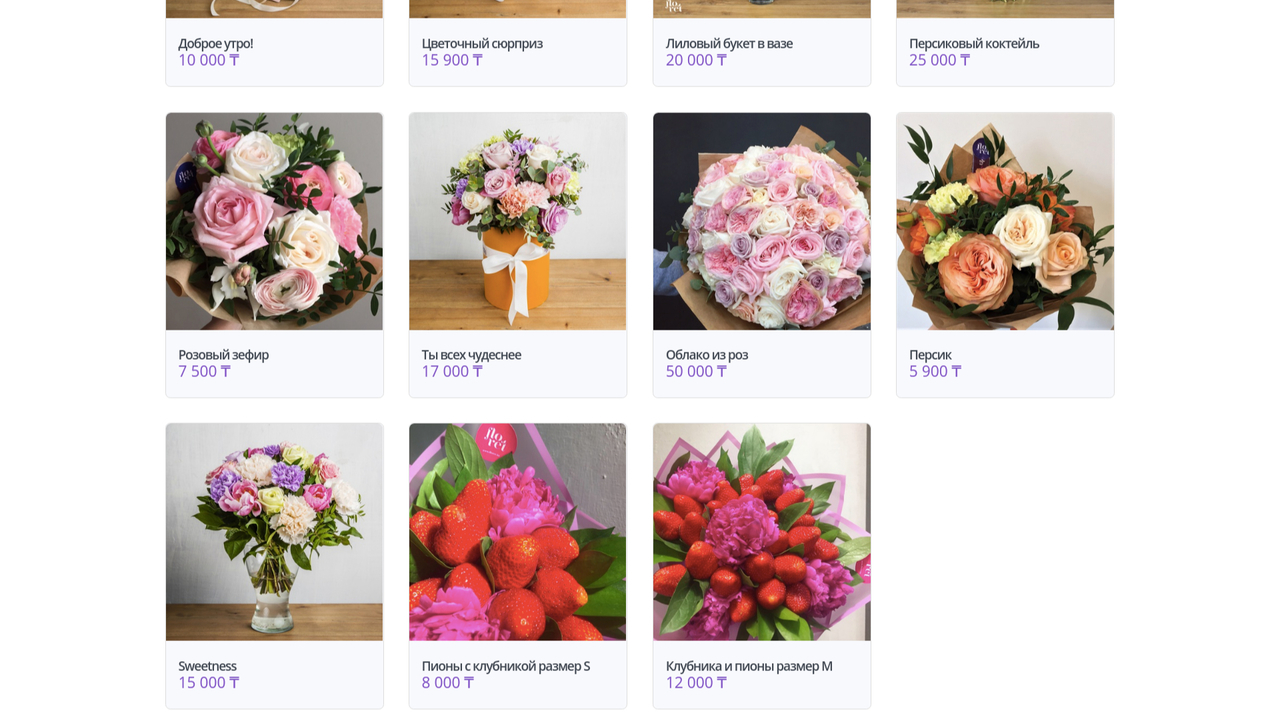 Доброе утро!
10 000 ₸
Цветочный сюрприз
15 900 ₸
Лиловый букет в вазе
20 000 ₸
Персиковый коктейль
25 000 ₸
Розовый зефир
7 500 ₸
Ты всех чудеснее
17 000 ₸
Облако из роз
50 000 ₸
Персик
5 900 ₸
Sweetness
15 000 ₸
Пионы с клубникой размер S
8 000 ₸
Клубника и пионы размер М
12 000 ₸